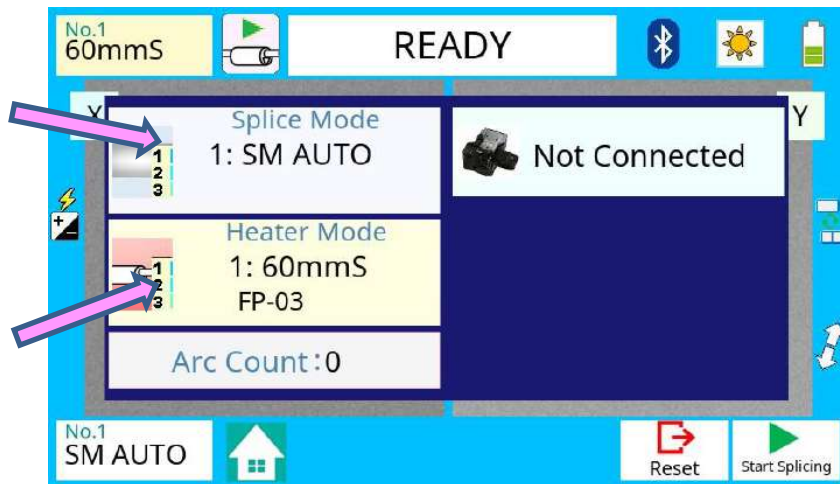 No.1
60mmS
READY
X
Y
Splice Mode
1: SM AUTO
1
2
3
Not Connected
Heater Mode
1: 60mmS
FP-03
1
2
3
Arc Count:0
No.1
SM AUTO
Reset
Start Splicing